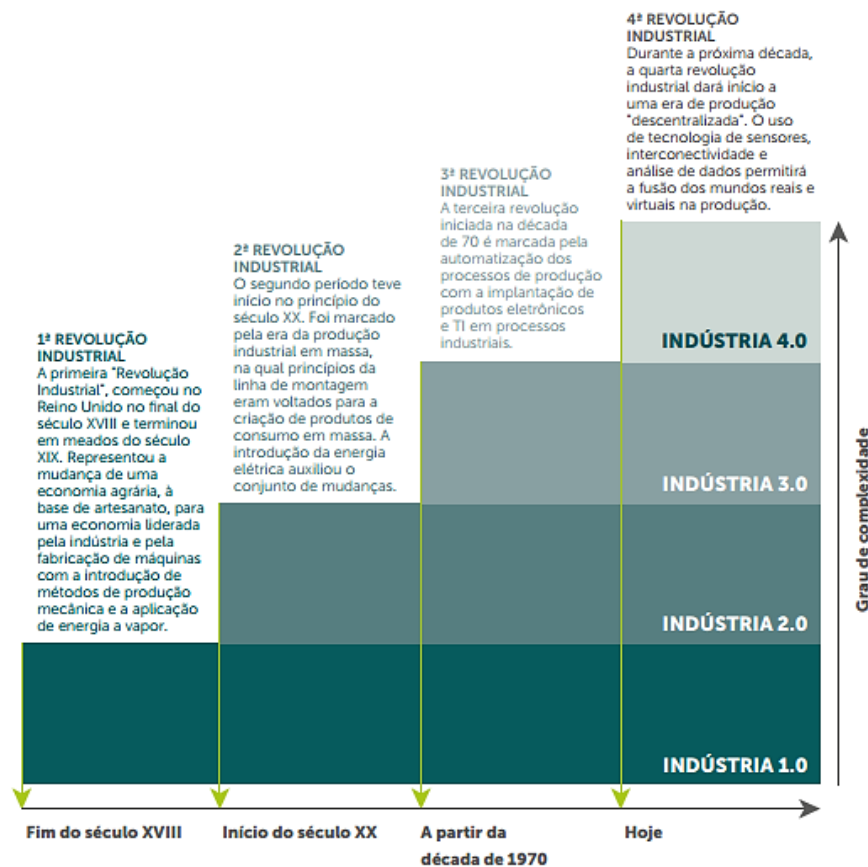 4ª REVOLUÇÃO
INDUSTRIAL
Durante a próxima década,
a quarta revolução
industrial dará início a
uma era de produção
"descentralizada". O uso
de tecnologia de sensores,
interconectividade e
análise de dados permitirá
a fusão dos mundos reais e
virtuais na produção.
3ª REVOLUÇÃO
INDUSTRIAL
A terceira revolução
iniciada na década
de 70 é marcada pela
automatização dos
processos de produção
com a implantação de
produtos eletrônicos
e TI em processos
industriais.
2ª REVOLUÇÃO
INDUSTRIAL
O segundo período teve
início no princípio do
século XX. Foi marcado
pela era da produção
industrial em massa,
na qual princípios da
linha de montagem
eram voltados para a
criação de produtos de
consumo em massa. A
introdução da energia
elétrica auxiliou o
conjunto de mudanças.
1ª REVOLUÇÃO
INDUSTRIAL
A primeira "Revolução
Industrial", começou no
Reino Unido no final do
século XVIII e terminou
em meados do século
XIX. Representou a
mudança de uma
economia agrária, à
base de artesanato, para
uma economia liderada
pela indústria e pela
fabricação de máquinas
com a introdução de
métodos de produção
mecânica e a aplicação
de energia a vapor.
INDÚSTRIA 4.0
INDÚSTRIA 3.0
INDÚSTRIA 2.0
INDÚSTRIA 1.0
Grau de complexidade
Fim do século XVIII
Início do século XX
A partir da
década de 1970
Hoje